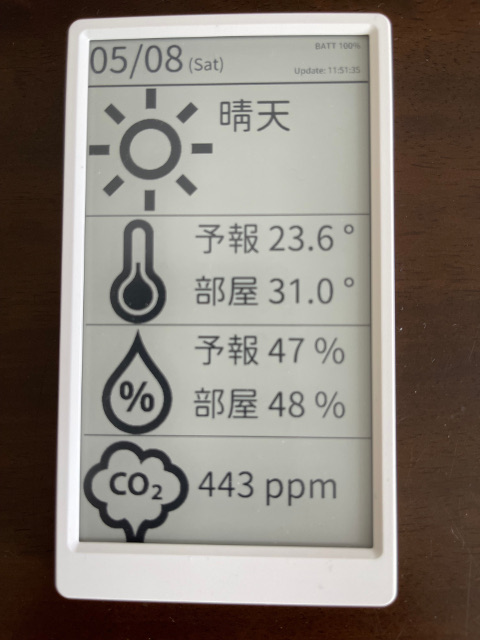 BATT 100%
05/08 (Sat)
Update: 11:51:35
晴天
予報 23.6 °
部屋 31.0 °
予報 47 %
%
部屋 48 %
CO₂ 443 ppm